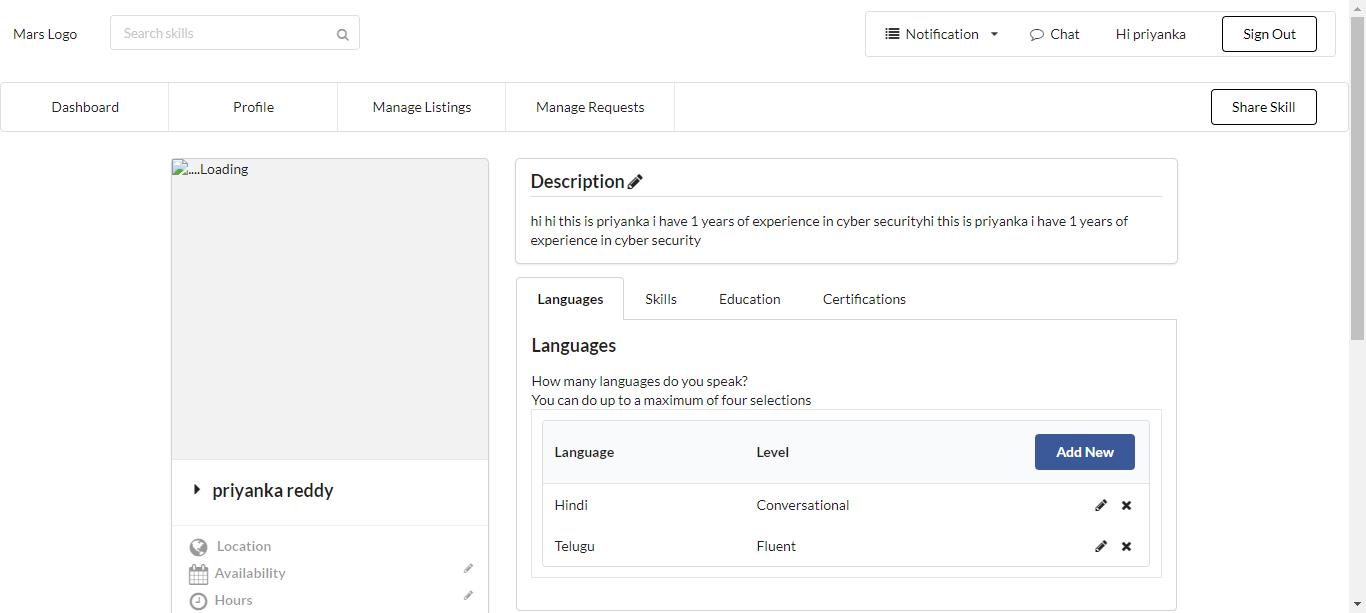 Mars Logo
Search skills
Notification
Chat
Hi priyanka
Sign Out
Dashboard
Profile
Manage Listings
Manage Requests
Share Skill
....Loading
priyanka reddy
Location
Availability
Hours
Description
hi hi this is priyanka i have 1 years of experience in cyber securityhi this is priyanka i have 1 years of
experience in cyber security
Languages
Skills
Education
Certifications
Languages
How many languages do you speak?
You can do up to a maximum of four selections
Language
Level
Add New
Hindi
Conversational
Telugu
Fluent